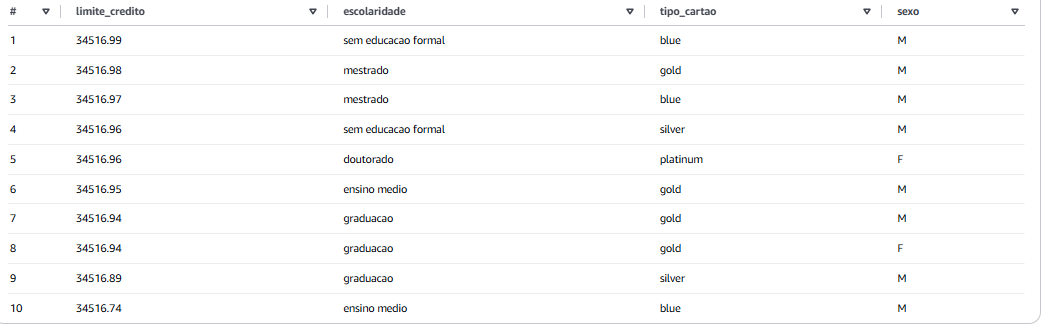 # limite_credito escolaridade tipo_cartao sexo
1 34516.99 sem educacao formal blue M
2 34516.98 mestrado gold M
3 34516.97 mestrado blue M
4 34516.96 sem educacao formal silver M
5 34516.96 doutorado platinum F
6 34516.95 ensino medio gold M
7 34516.94 graduacao gold M
8 34516.94 graduacao gold F
9 34516.89 graduacao silver M
10 34516.74 ensino medio blue M